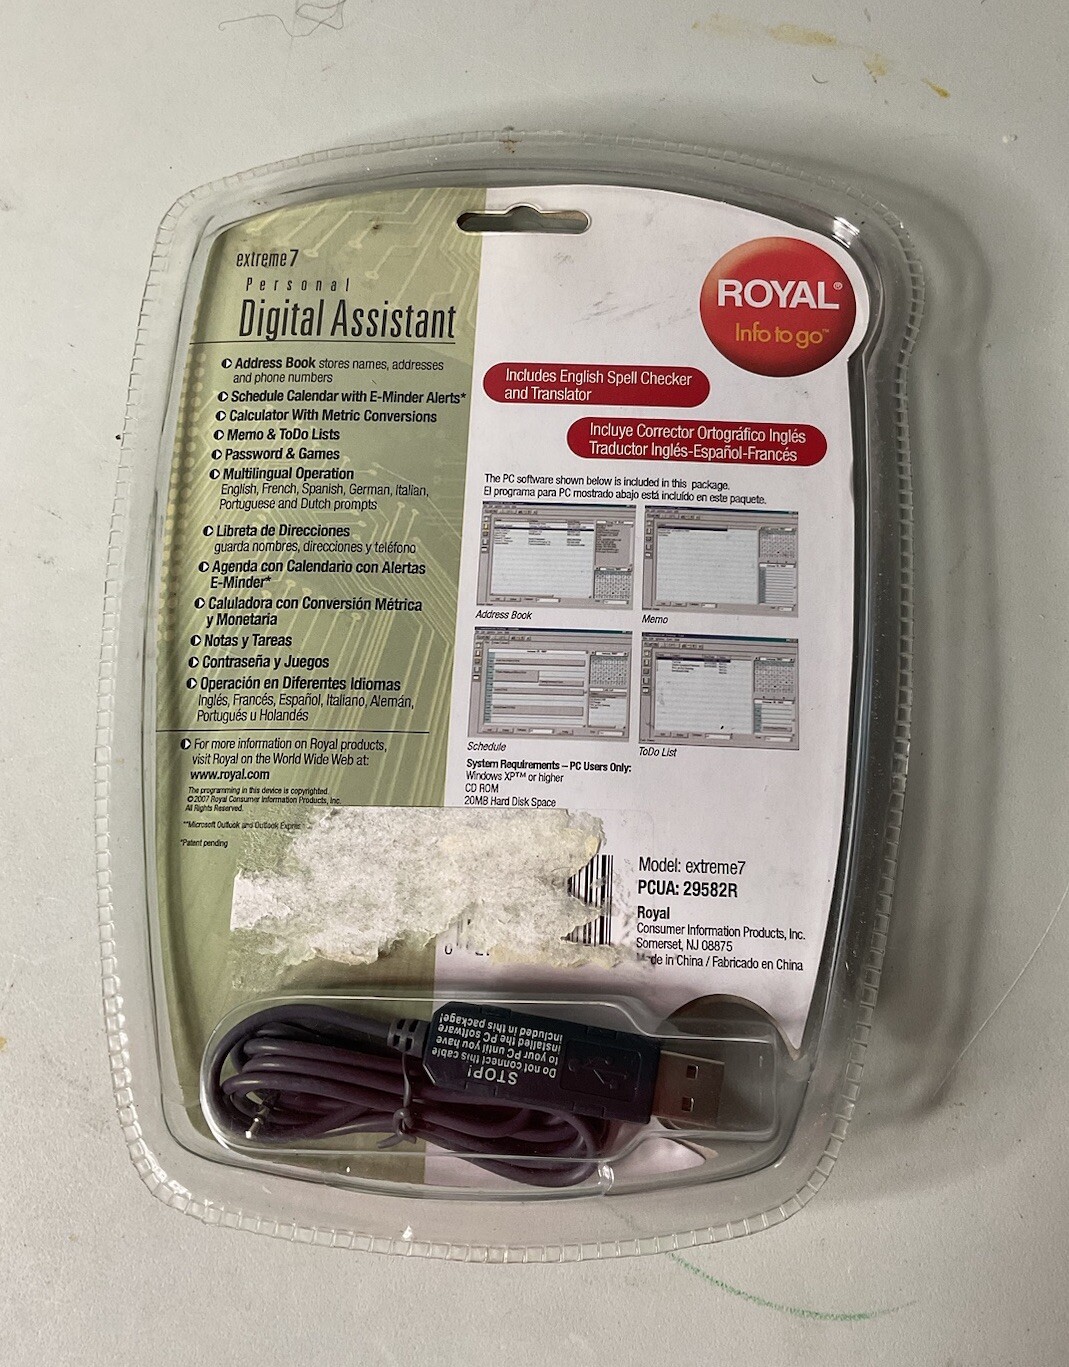 extreme7
Personal
Digital Assistant
Address Book stores names, addresses
and phone numbers
Schedule Calendar with E-Minder Alerts*
Calculator With Metric Conversions
Memo & ToDo Lists
Password & Games
Multilingual Operation
English, French, Spanish, German, Italian,
Portuguese and Dutch prompts
Libreta de Direcciones
guarda nombres, direcciones y teléfono
Agenda con Calendario con Alertas
E-Minder*
Caluladora con Conversión Métrica
y Monetaria
Notas y Tareas
Contraseña y Juegos
Operación en Diferentes Idiomas
Inglés, Francés, Español, Italiano, Alemán,
Portugués u Holandés
For more information on Royal products,
visit Royal on the World Wide Web at:
www.royal.com
The programming in this device is copyrighted.
©2007 Royal Consumer Information Products, Inc.
All Rights Reserved.
**Microsoft Outlook and Outlook
*Patent pending
ROYAL®
Info to go™
Includes English Spell Checker
and Translator
Incluye Corrector Ortográfico Inglés
Traductor Inglés-Español-Francés
The PC software shown below is included in this package.
El programa para PC mostrado abajo está incluído en este paquete.
Address Book
Memo
Schedule
ToDo List
System Requirements – PC Users Only:
Windows XP™ or higher
CD ROM
20MB Hard Disk Space
Model: extreme7
PCUA: 29582R
Royal
Consumer Information Products, Inc.
Somerset, NJ 08875
Made in China / Fabricado en China
STOP!
Do not connect this cable
to your PC until you have
installed the PC software
included in this package!